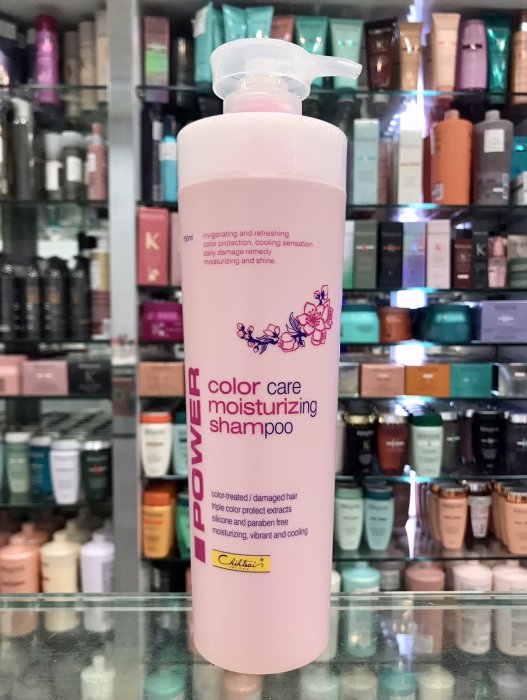 750ml
invigorating and refreshing
color protection, cooling sensation
daily damage remedy
moisturizing and shine
POWER
color care
moisturizing
shampoo
color-treated / damaged hair
triple color protect extracts
silicone and paraben free
moisturizing, vibrant and cooling
Chihtsai